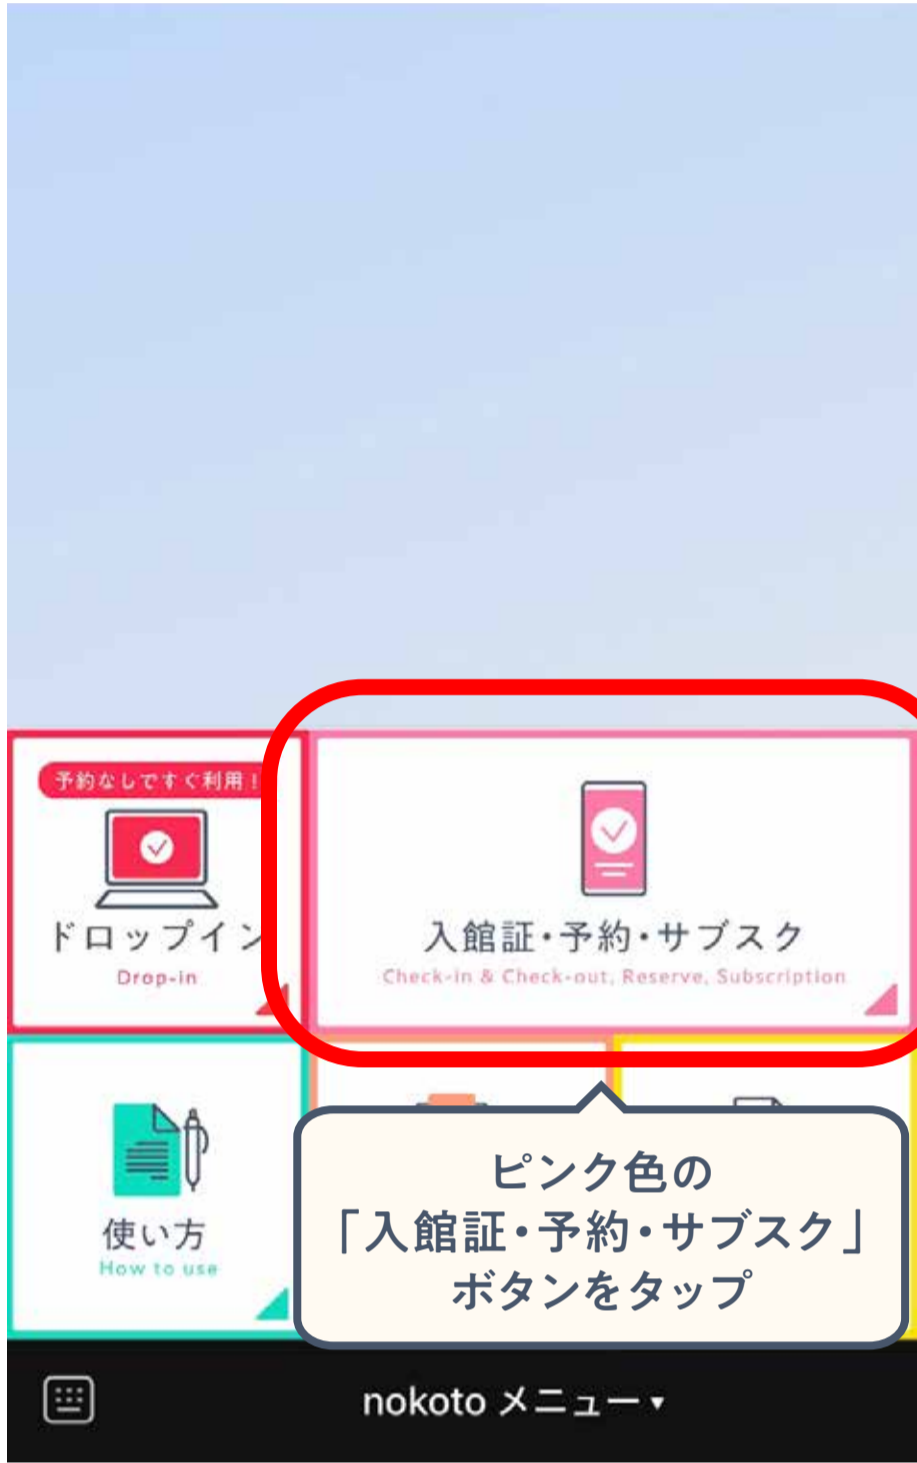 予約なしですぐ利用!
ドロップイン
Drop-in
入館証・予約・サブスク
Check-in & Check-out, Reserve, Subscription
使い方
How to use
ピンク色の
「入館証・予約・サブスク」
ボタンをタップ
nokoto メニュー▾